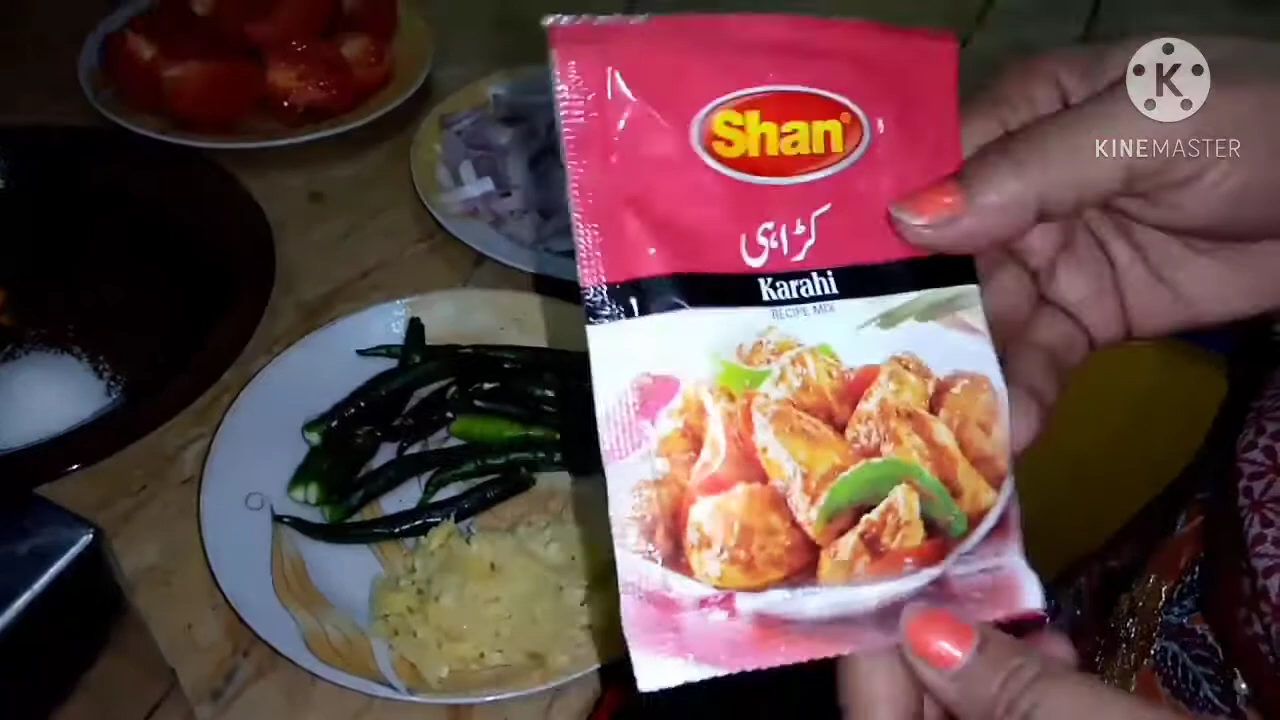 Shan
کڑاہی
Karahi
RECIPE MIX
K
KINEMASTER